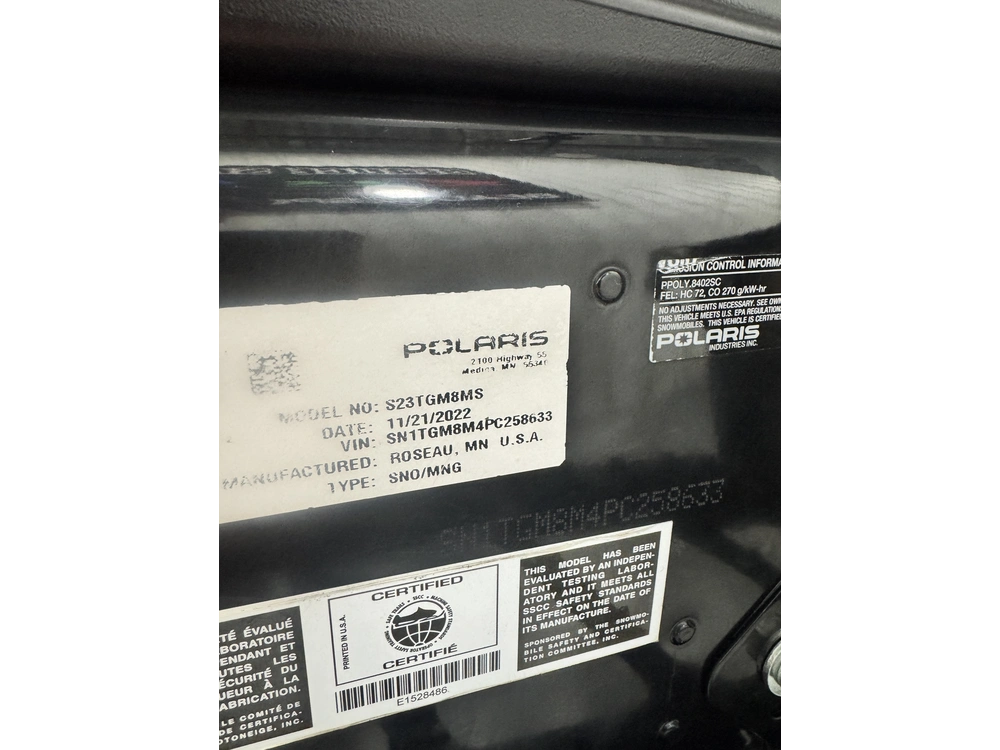 POLARIS
2100 Highway 55
Medina MN 55340
MODEL NO: S23TGM8MS
DATE: 11/21/2022
VIN: SN1TGM8M4PC258633
MANUFACTURED: ROSEAU, MN U.S.A.
TYPE: SNO/MNG
CONTROL INFORMA
PPOLY.8402SC
FEL: HC 72, CO 270 g/kW-hr
NO ADJUSTMENTS NECESSARY. SEE OWN
THIS VEHICLE MEETS U.S. EPA REGULATION
SNOWMOBILES. THIS VEHICLE IS CERTIFIE
POLARIS
INDUSTRIES INC.
SN1TGM8M4PC258633
TÉ ÉVALUÉ
ABORATOIRE
PENDANT ET
UTES LES
ÉCURITÉ DU
UEUR À LA
ABRICATION.
LE COMITÉ DE
DE CERTIFICA-
OTONEIGE, INC.
PRINTED IN U.S.A.
CERTIFIED
SSCC
CERTIFIÉ
E1528486
THIS MODEL HAS BEEN
EVALUATED BY AN INDEPEN-
DENT TESTING LABOR-
ATORY AND IT MEETS ALL
SSCC SAFETY STANDARDS
IN EFFECT ON THE DATE OF
ITS MANUFACTURE.
SPONSORED BY THE SNOWMO-
BILE SAFETY AND CERTIFICA-
TION COMMITTEE, INC.